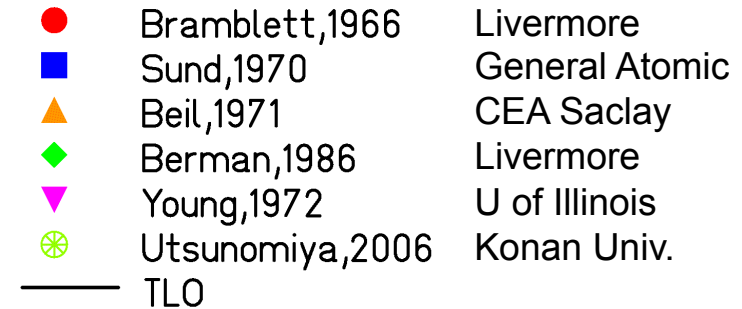 Bramblett,1966 Livermore
Sund,1970 General Atomic
Beil,1971 CEA Saclay
Berman,1986 Livermore
Young,1972 U of Illinois
Utsunomiya,2006 Konan Univ.
TLO